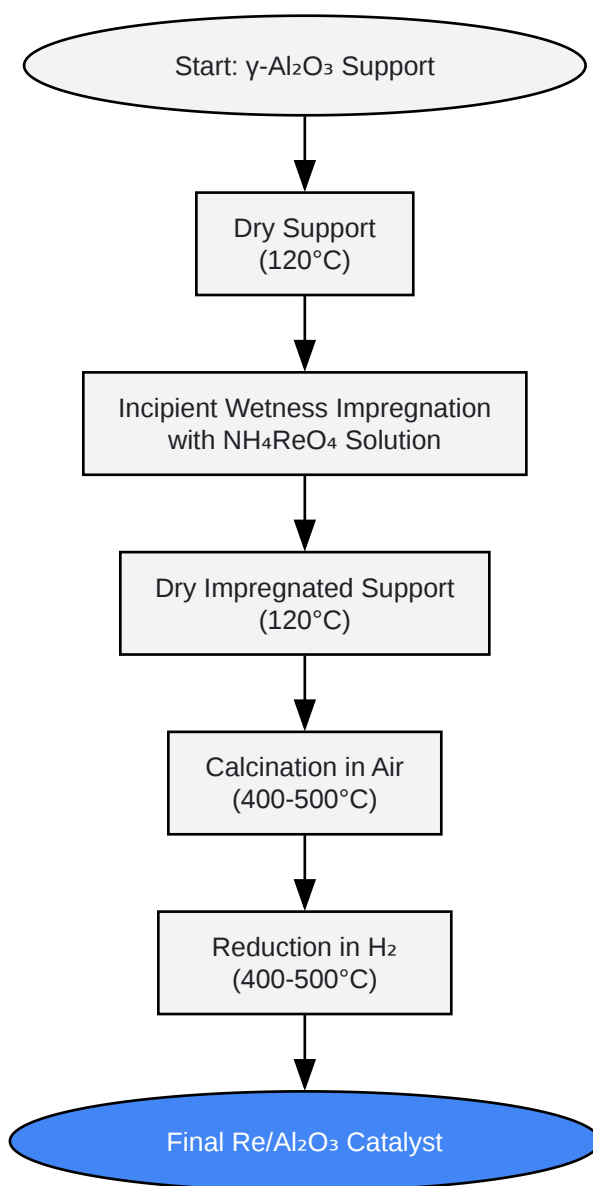 Start: γ-Al₂O₃ Support
Dry Support
(120°C)
Incipient Wetness Impregnation
with NH₄ReO₄ Solution
Dry Impregnated Support
(120°C)
Calcination in Air
(400-500°C)
Reduction in H₂
(400-500°C)
Final Re/Al₂O₃ Catalyst